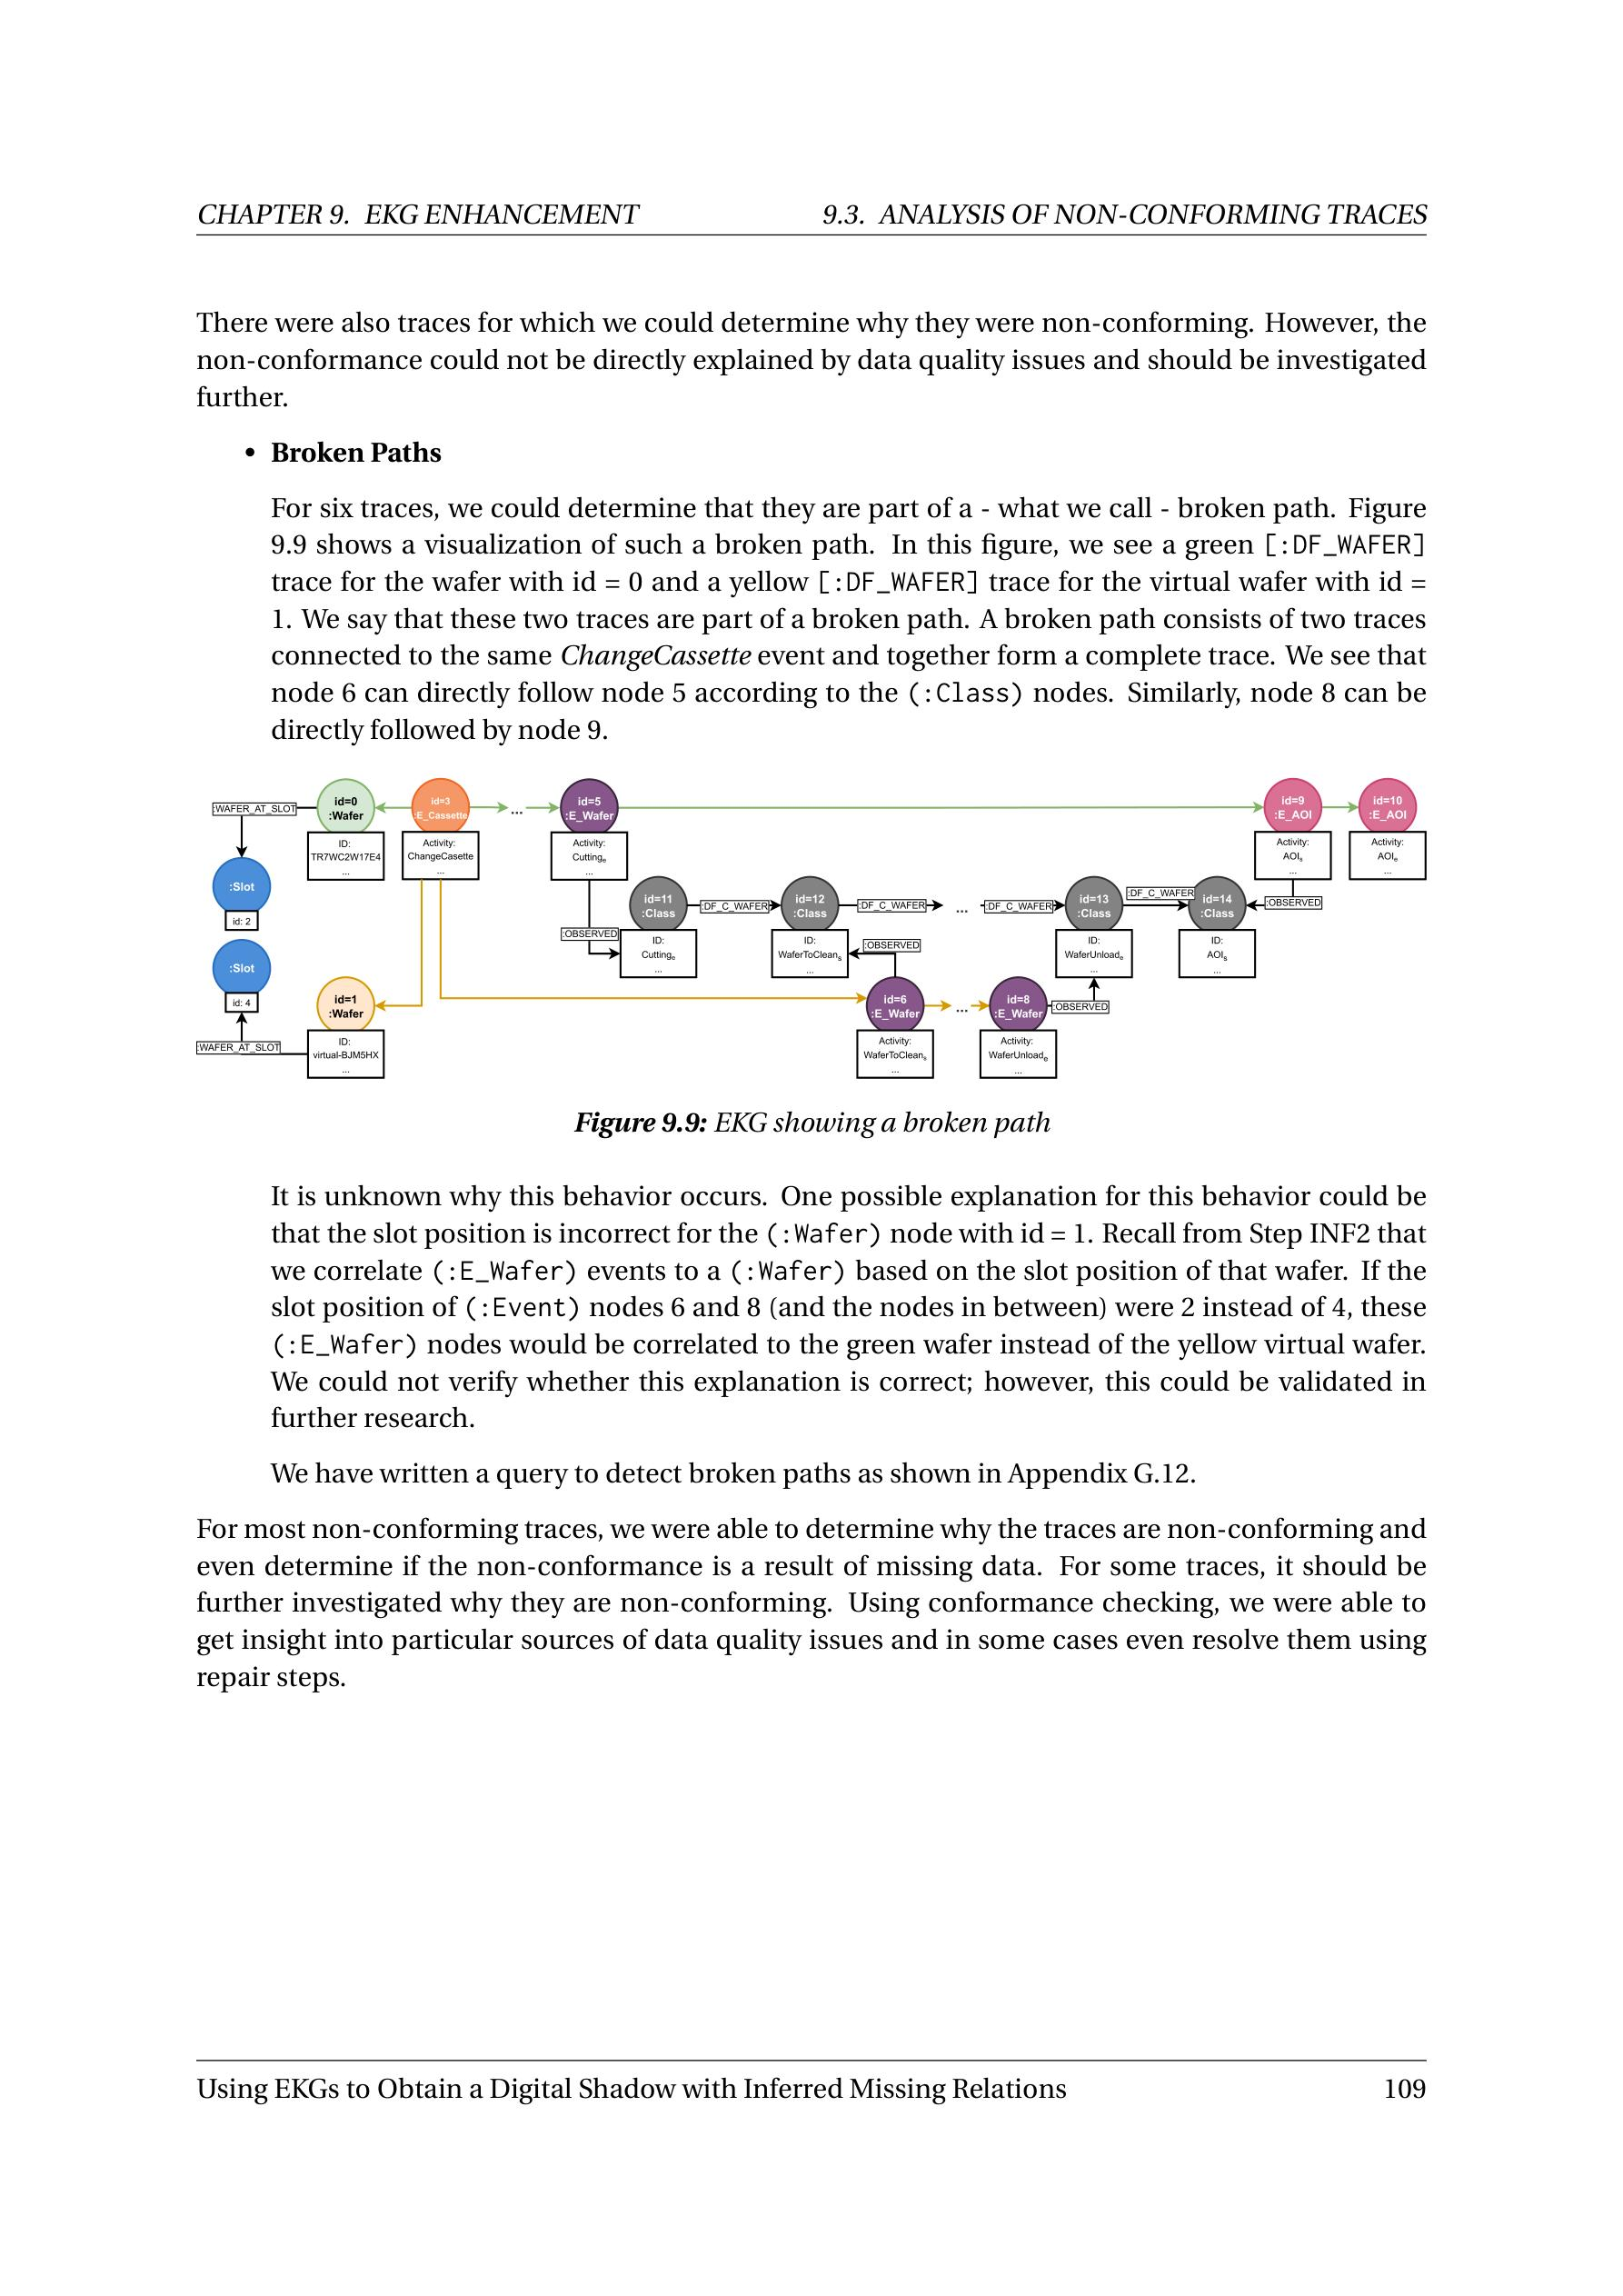 CHAPTER 9. EKG ENHANCEMENT 9.3. ANALYSIS OF NON-CONFORMING TRACES
There were also traces for which we could determine why they were non-conforming. However, the
non-conformance could not be directly explained by data quality issues and should be investigated
further.
• Broken Paths
For six traces, we could determine that they are part of a - what we call - broken path. Figure
9.9 shows a visualization of such a broken path. In this figure, we see a green [:DF_WAFER]
trace for the wafer with id = 0 and a yellow [:DF_WAFER] trace for the virtual wafer with id =
1. We say that these two traces are part of a broken path. A broken path consists of two traces
connected to the same ChangeCassette event and together form a complete trace. We see that
node 6 can directly follow node 5 according to the (:Class) nodes. Similarly, node 8 can be
directly followed by node 9.
:WAFER_AT_SLOT
id=0
:Wafer
ID:
TR7WC2W17E4
...
id=3
:E_Cassette
Activity:
ChangeCasette
...
...
id=5
:E_Wafer
Activity:
Cuttinge
...
id=9
:E_AOI
Activity:
AOIs
...
id=10
:E_AOI
Activity:
AOIe
...
:Slot
id: 2
:OBSERVED
id=11
:Class
ID:
Cuttinge
...
:DF_C_WAFER
id=12
:Class
ID:
WaferToCleans
...
:DF_C_WAFER
...
:DF_C_WAFER
id=13
:Class
ID:
WaferUnloade
...
:DF_C_WAFER
id=14
:Class
ID:
AOIs
...
:OBSERVED
:OBSERVED
:Slot
id: 4
:WAFER_AT_SLOT
id=1
:Wafer
ID:
virtual-BJM5HX
...
id=6
:E_Wafer
Activity:
WaferToCleans
...
...
id=8
:E_Wafer
Activity:
WaferUnloade
...
:OBSERVED
Figure 9.9: EKG showing a broken path
It is unknown why this behavior occurs. One possible explanation for this behavior could be
that the slot position is incorrect for the (:Wafer) node with id = 1. Recall from Step INF2 that
we correlate (:E_Wafer) events to a (:Wafer) based on the slot position of that wafer. If the
slot position of (:Event) nodes 6 and 8 (and the nodes in between) were 2 instead of 4, these
(:E_Wafer) nodes would be correlated to the green wafer instead of the yellow virtual wafer.
We could not verify whether this explanation is correct; however, this could be validated in
further research.
We have written a query to detect broken paths as shown in Appendix G.12.
For most non-conforming traces, we were able to determine why the traces are non-conforming and
even determine if the non-conformance is a result of missing data. For some traces, it should be
further investigated why they are non-conforming. Using conformance checking, we were able to
get insight into particular sources of data quality issues and in some cases even resolve them using
repair steps.
Using EKGs to Obtain a Digital Shadow with Inferred Missing Relations 109